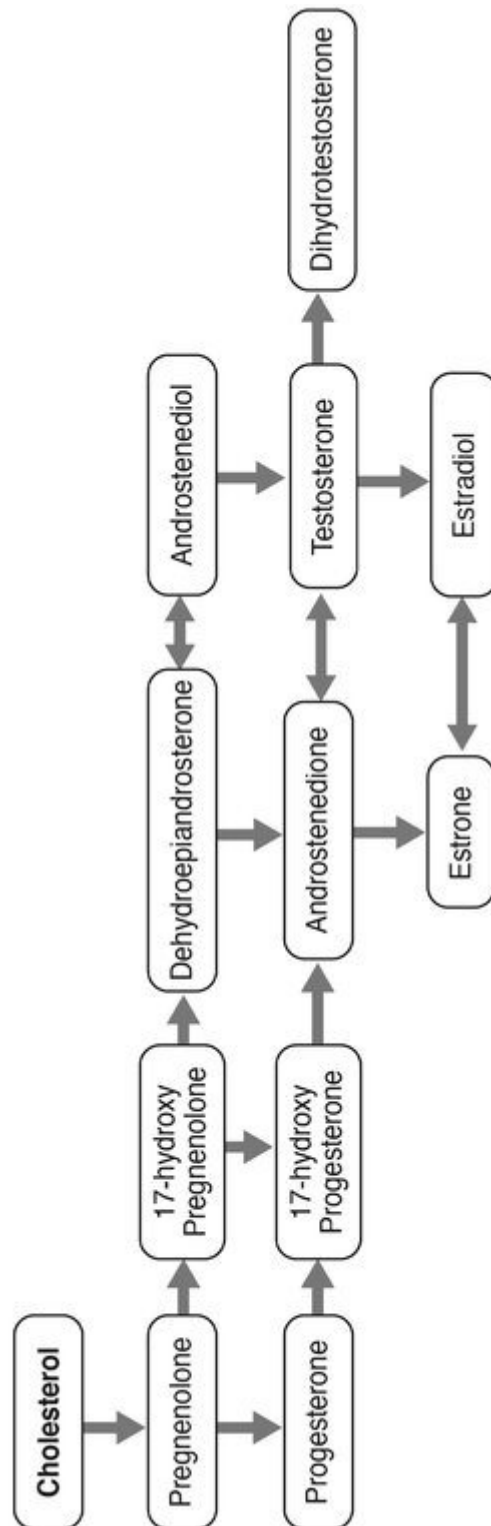 Cholesterol
Pregnenolone
17-hydroxy
Pregnenolone
Dehydroepiandrosterone
Androstenediol
Progesterone
17-hydroxy
Progesterone
Androstenedione
Testosterone
Dihydrotestosterone
Estrone
Estradiol